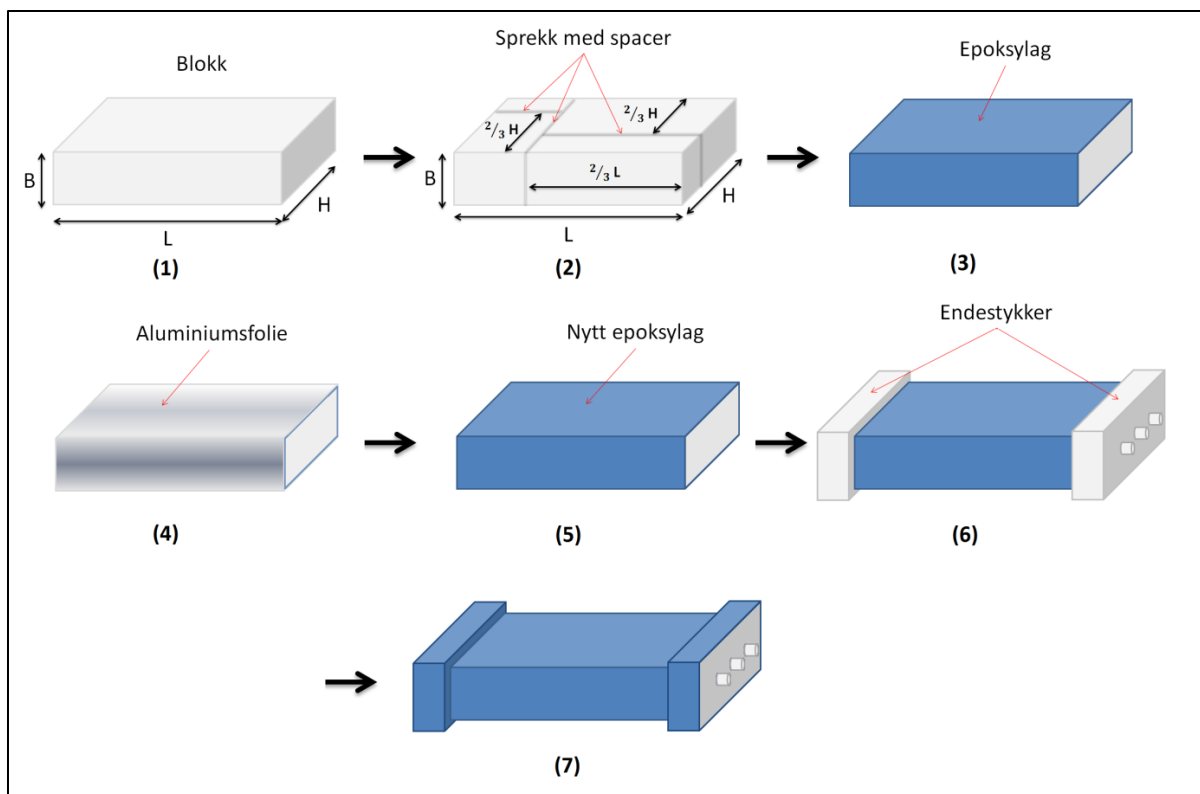 Blokk
B
L
H
(1)
Sprekk med spacer
2/3 H
2/3 H
B
2/3 L
L
H
(2)
Epoksylag
(3)
Aluminiumsfolie
(4)
Nytt epoksylag
(5)
Endestykker
(6)
(7)